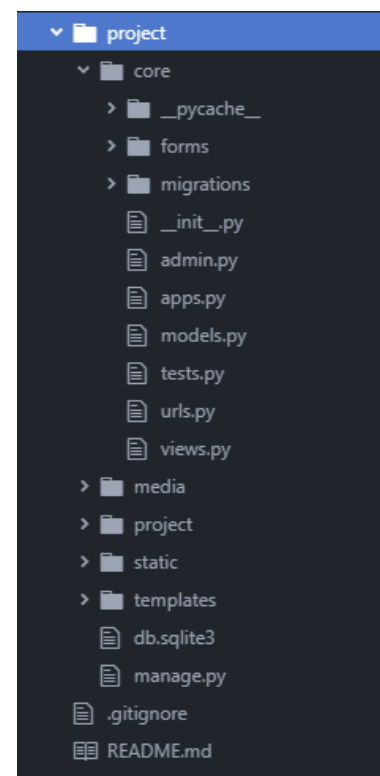 project
core
__pycache__
forms
migrations
__init__.py
admin.py
apps.py
models.py
tests.py
urls.py
views.py
media
project
static
templates
db.sqlite3
manage.py
.gitignore
README.md